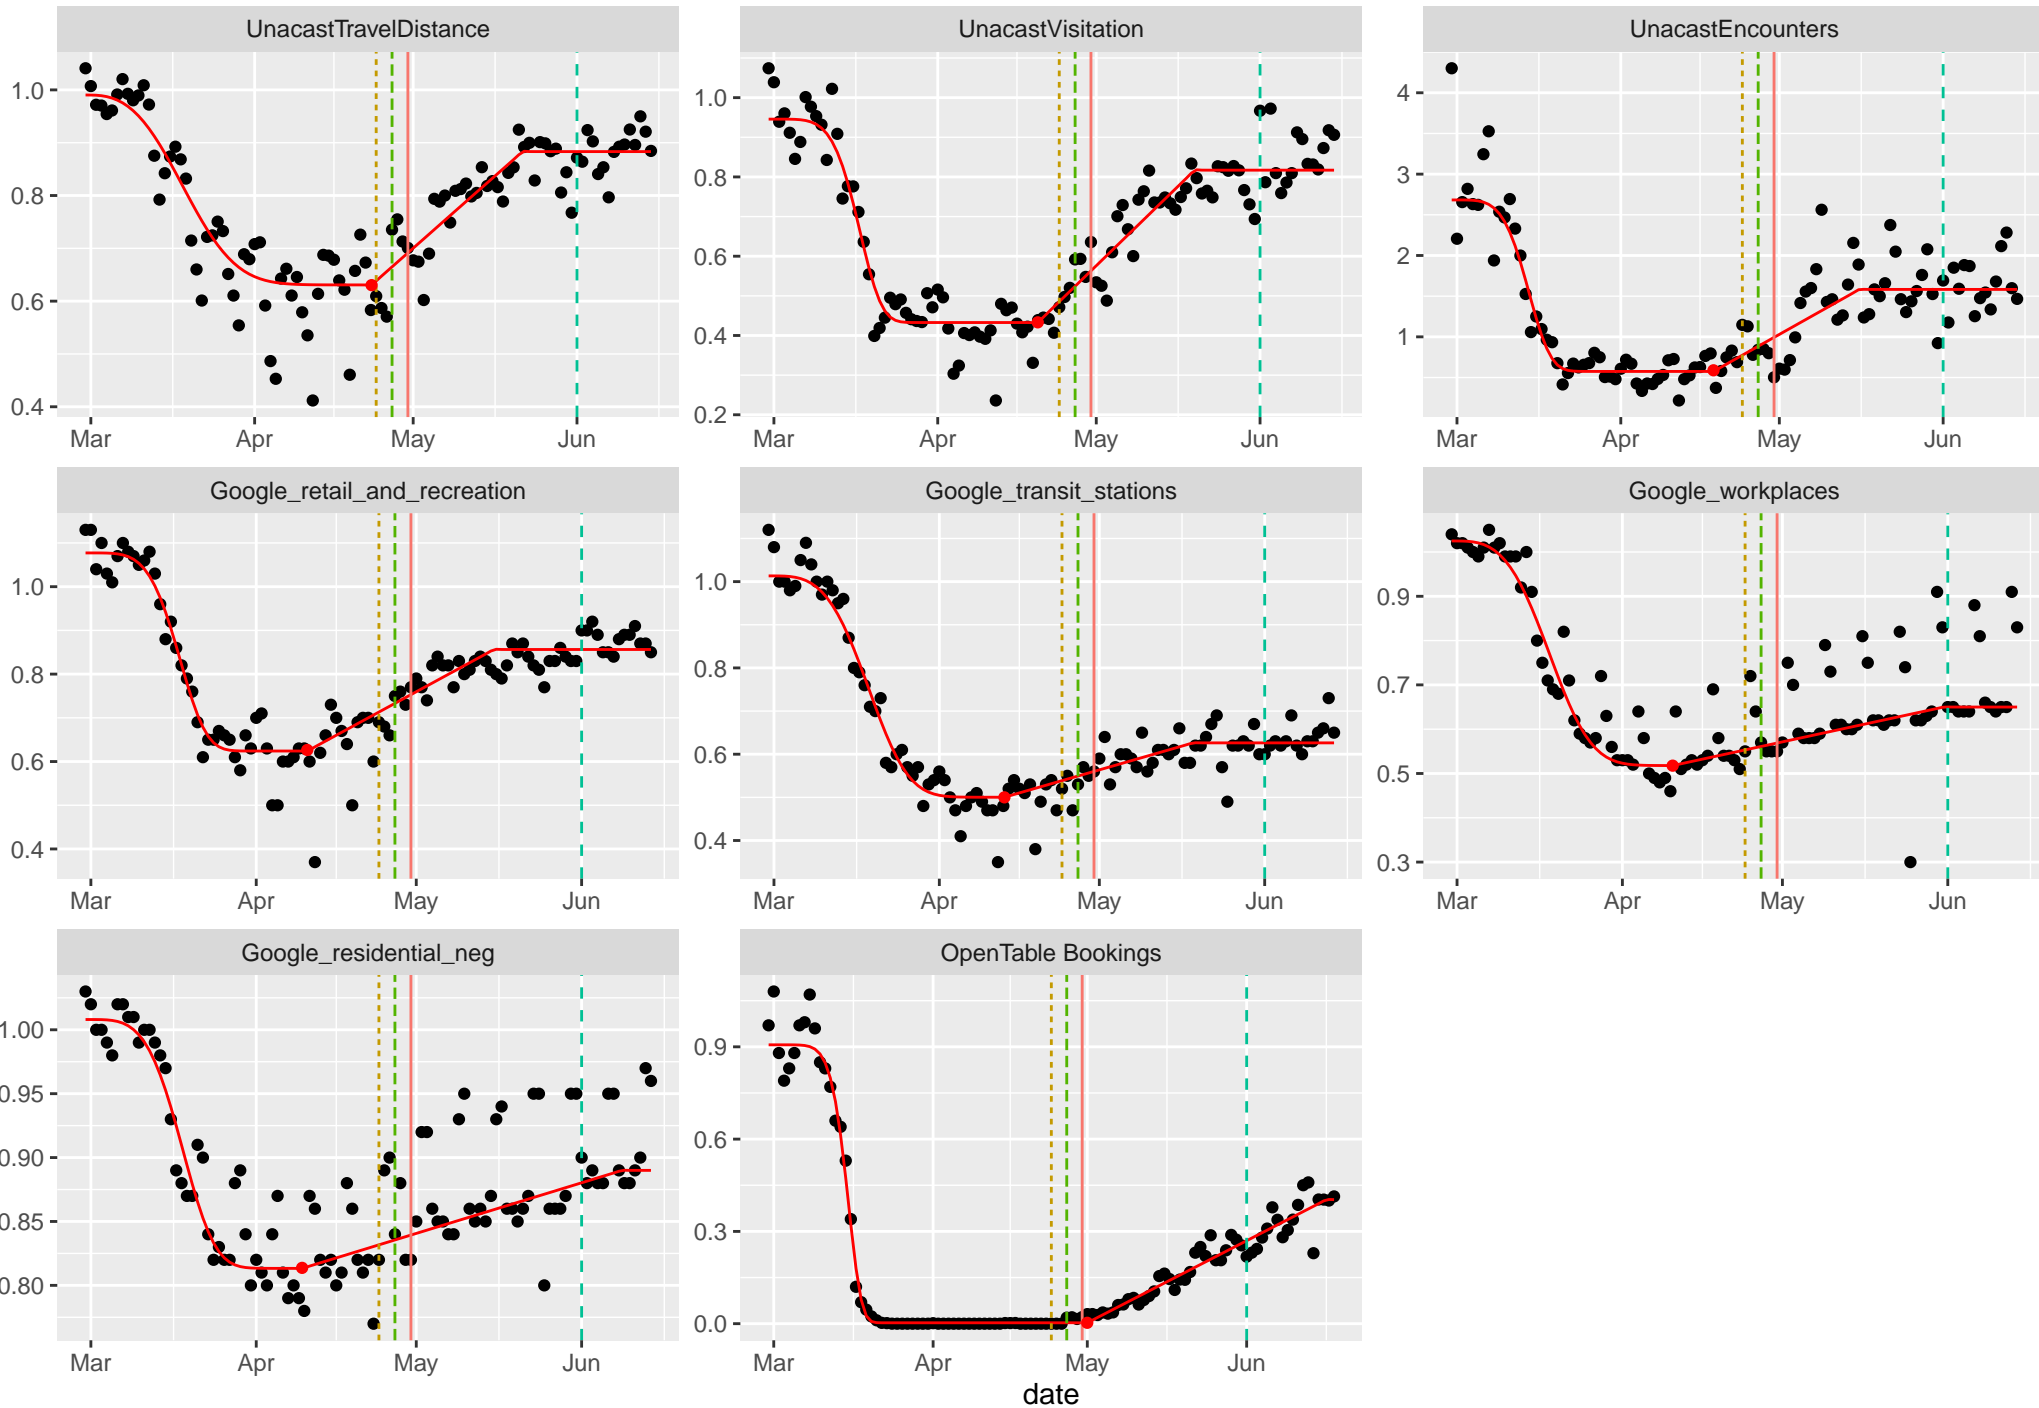 UnacastTravelDistance
UnacastVisitation
UnacastEncounters
1.0
0.8
0.6
0.4
Mar Apr May Jun
1.0
0.8
0.6
0.4
0.2
Mar Apr May Jun
4
3
2
1
Mar Apr May Jun
Google_retail_and_recreation
Google_transit_stations
Google_workplaces
1.0
0.8
0.6
0.4
Mar Apr May Jun
1.0
0.8
0.6
0.4
Mar Apr May Jun
0.9
0.7
0.5
0.3
Mar Apr May Jun
Google_residential_neg
OpenTable Bookings
1.00
0.95
0.90
0.85
0.80
Mar Apr May Jun
0.9
0.6
0.3
0.0
Mar Apr May Jun
date